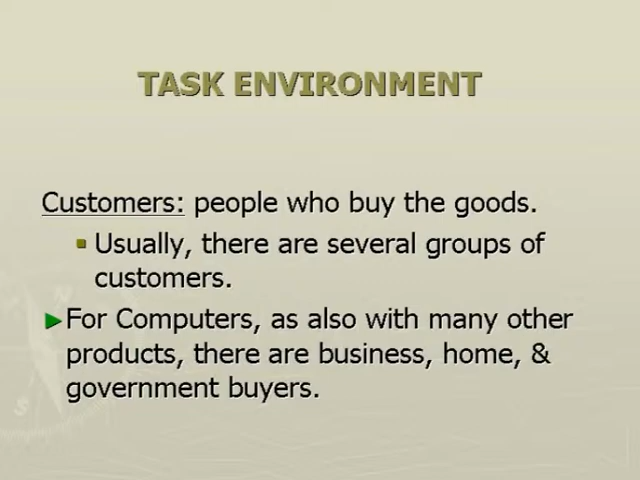 TASK ENVIRONMENT
Customers: people who buy the goods.
▪ Usually, there are several groups of
customers.
►For Computers, as also with many other
products, there are business, home, &
government buyers.
S